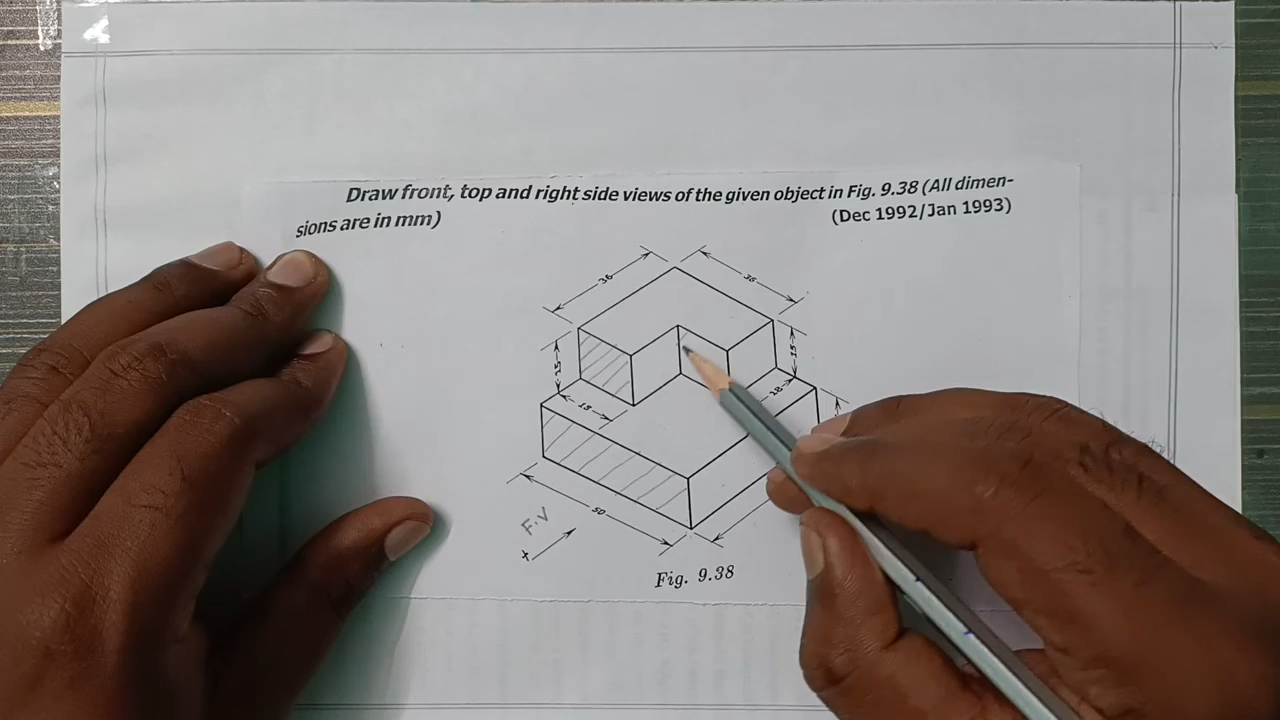 Draw front, top and right side views of the given object in Fig. 9.38 (All dimen-
sions are in mm)
(Dec 1992/Jan 1993)
36
36
15
15
15
18
50
F.V
x
Fig. 9.38